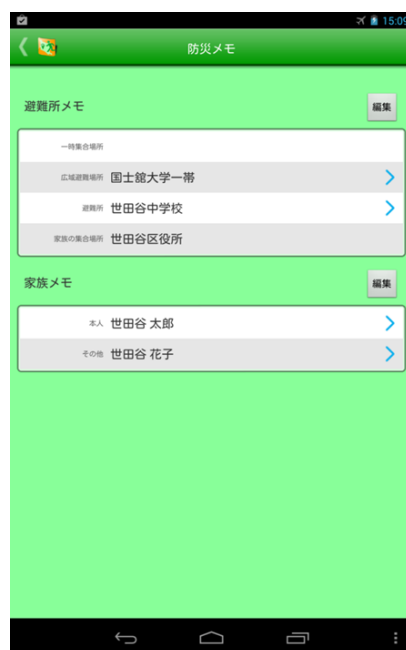 15:09
防災メモ
避難所メモ 編集
一時集合場所
広域避難場所 国士舘大学一帯
避難所 世田谷中学校
家族の集合場所 世田谷区役所
家族メモ 編集
本人 世田谷 太郎
その他 世田谷 花子